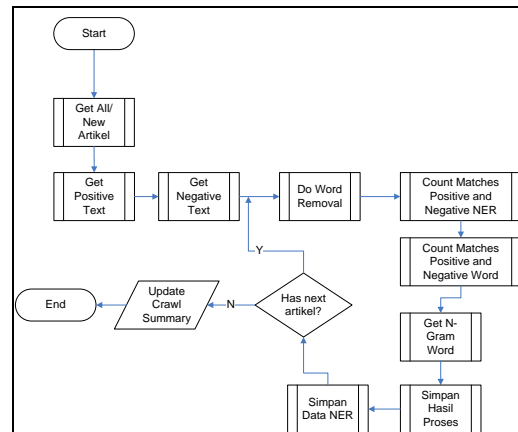 Start
Get All/
New
Artikel
Get
Positive
Text
Get
Negative
Text
Do Word
Removal
Count Matches
Positive and
Negative NER
Count Matches
Positive and
Negative Word
Get N-
Gram
Word
Simpan
Hasil
Proses
Simpan
Data NER
Has next
artikel?
Y
N
Update
Crawl
Summary
End